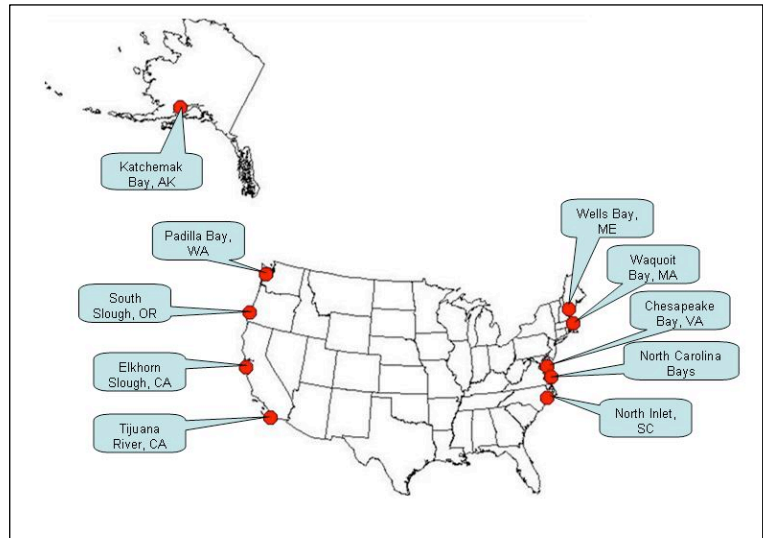 Katchemak
Bay, AK
Padilla Bay,
WA
South
Slough, OR
Elkhorn
Slough, CA
Tijuana
River, CA
Wells Bay,
ME
Waquoit
Bay, MA
Chesapeake
Bay, VA
North Carolina
Bays
North Inlet,
SC